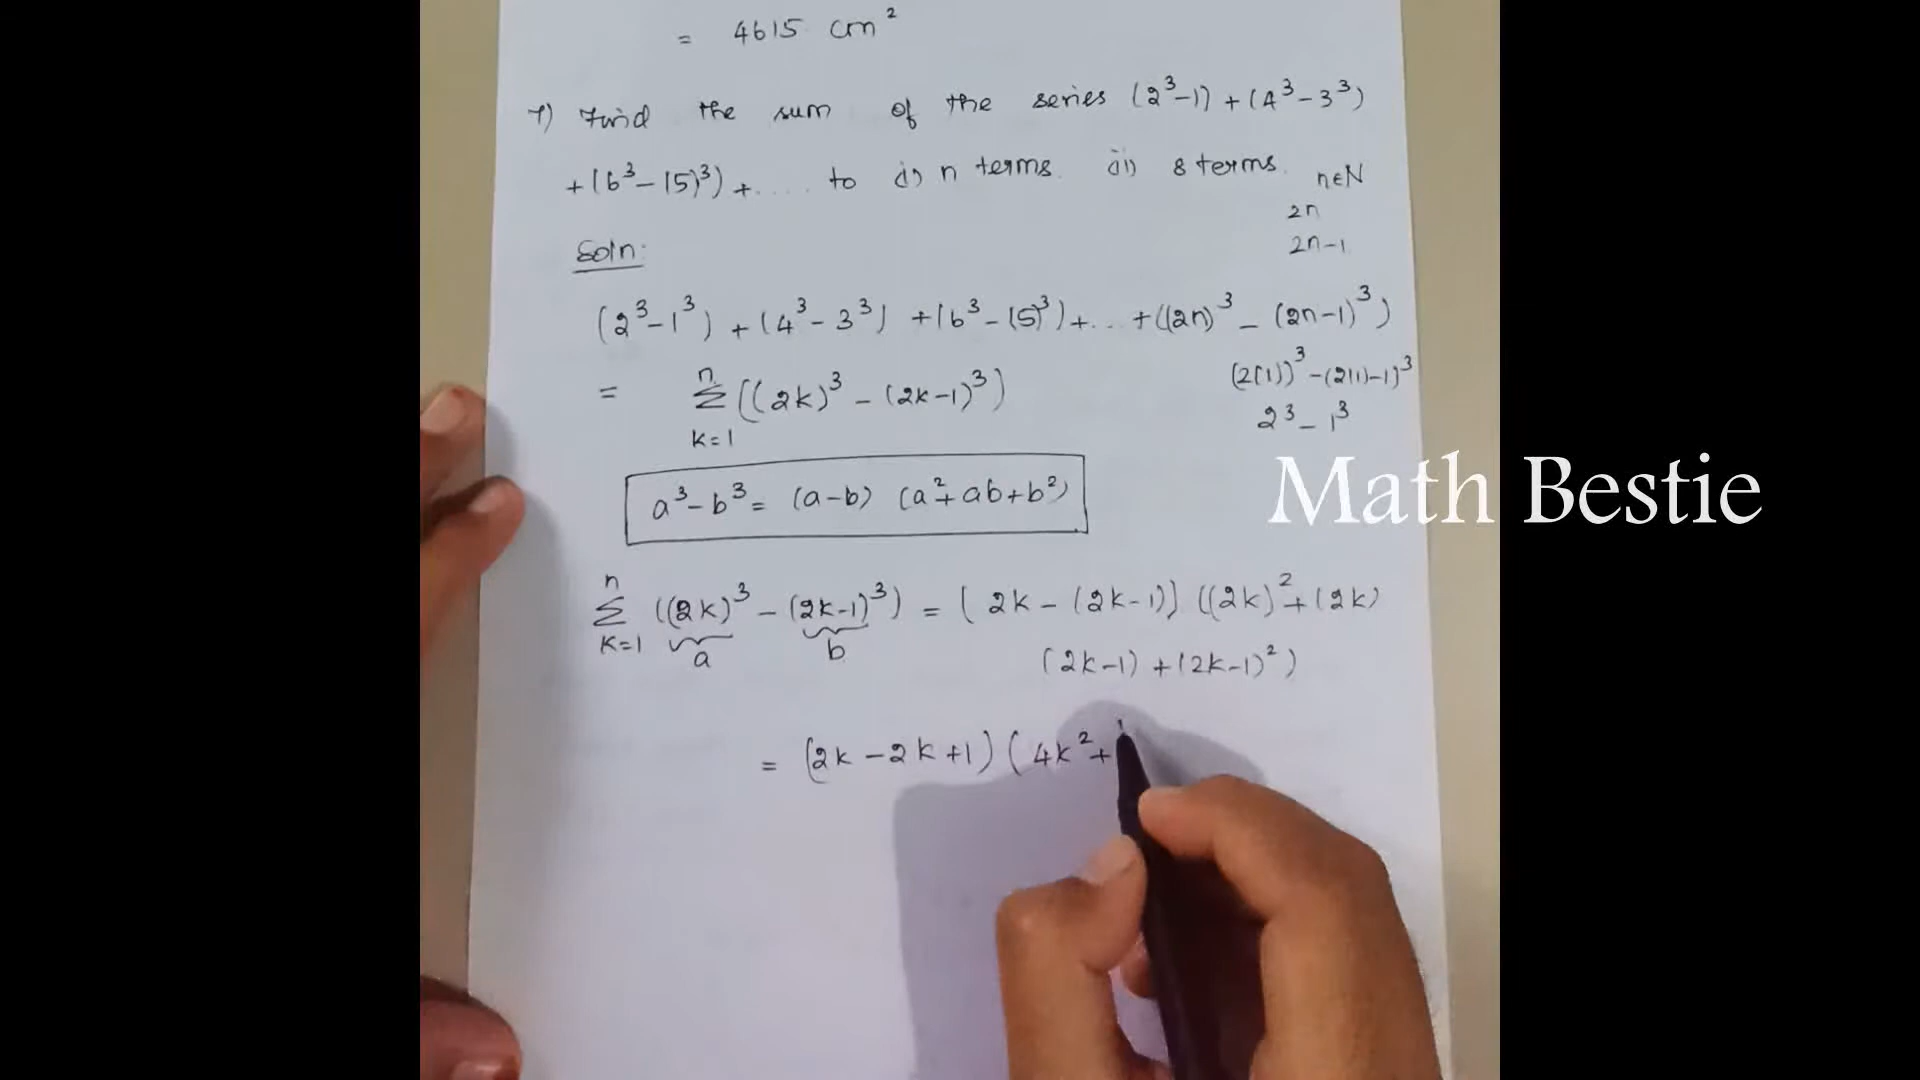 = 4615 cm²
7) Find the sum of the series (2³-1) + (4³-3³)
+(6³-(5)³) + .... to (i) n terms. (ii) 8 terms.
n∈N
2n
2n-1
Soln:
(2³-1³) + (4³-3³) + (6³-(5)³) + .. + ((2n)³ - (2n-1)³)
= n Σ k=1 ((2k)³ - (2k-1)³)
(2(1))³ - (2(1)-1)³
2³ - 1³
a³-b³ = (a-b) (a²+ab+b²)
Math Bestie
n Σ K=1 ((2k)³ - (2k-1)³) = (2k - (2k-1)) ((2k)² + (2k)
a b
(2k-1) + (2k-1)²)
= (2k - 2k + 1) (4k² +